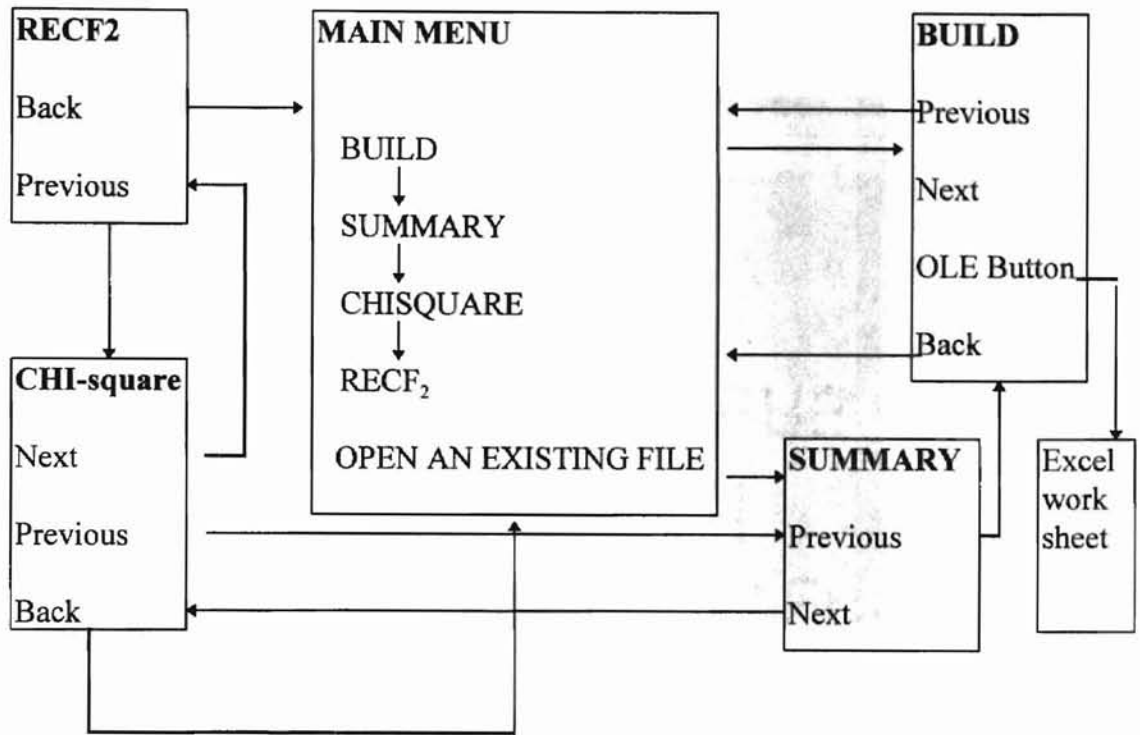 RECF2
Back
Previous
MAIN MENU
BUILD
SUMMARY
CHISQUARE
RECF₂
OPEN AN EXISTING FILE
BUILD
Previous
Next
OLE Button
Back
CHI-square
Next
Previous
Back
SUMMARY
Previous
Next
Excel
work
sheet